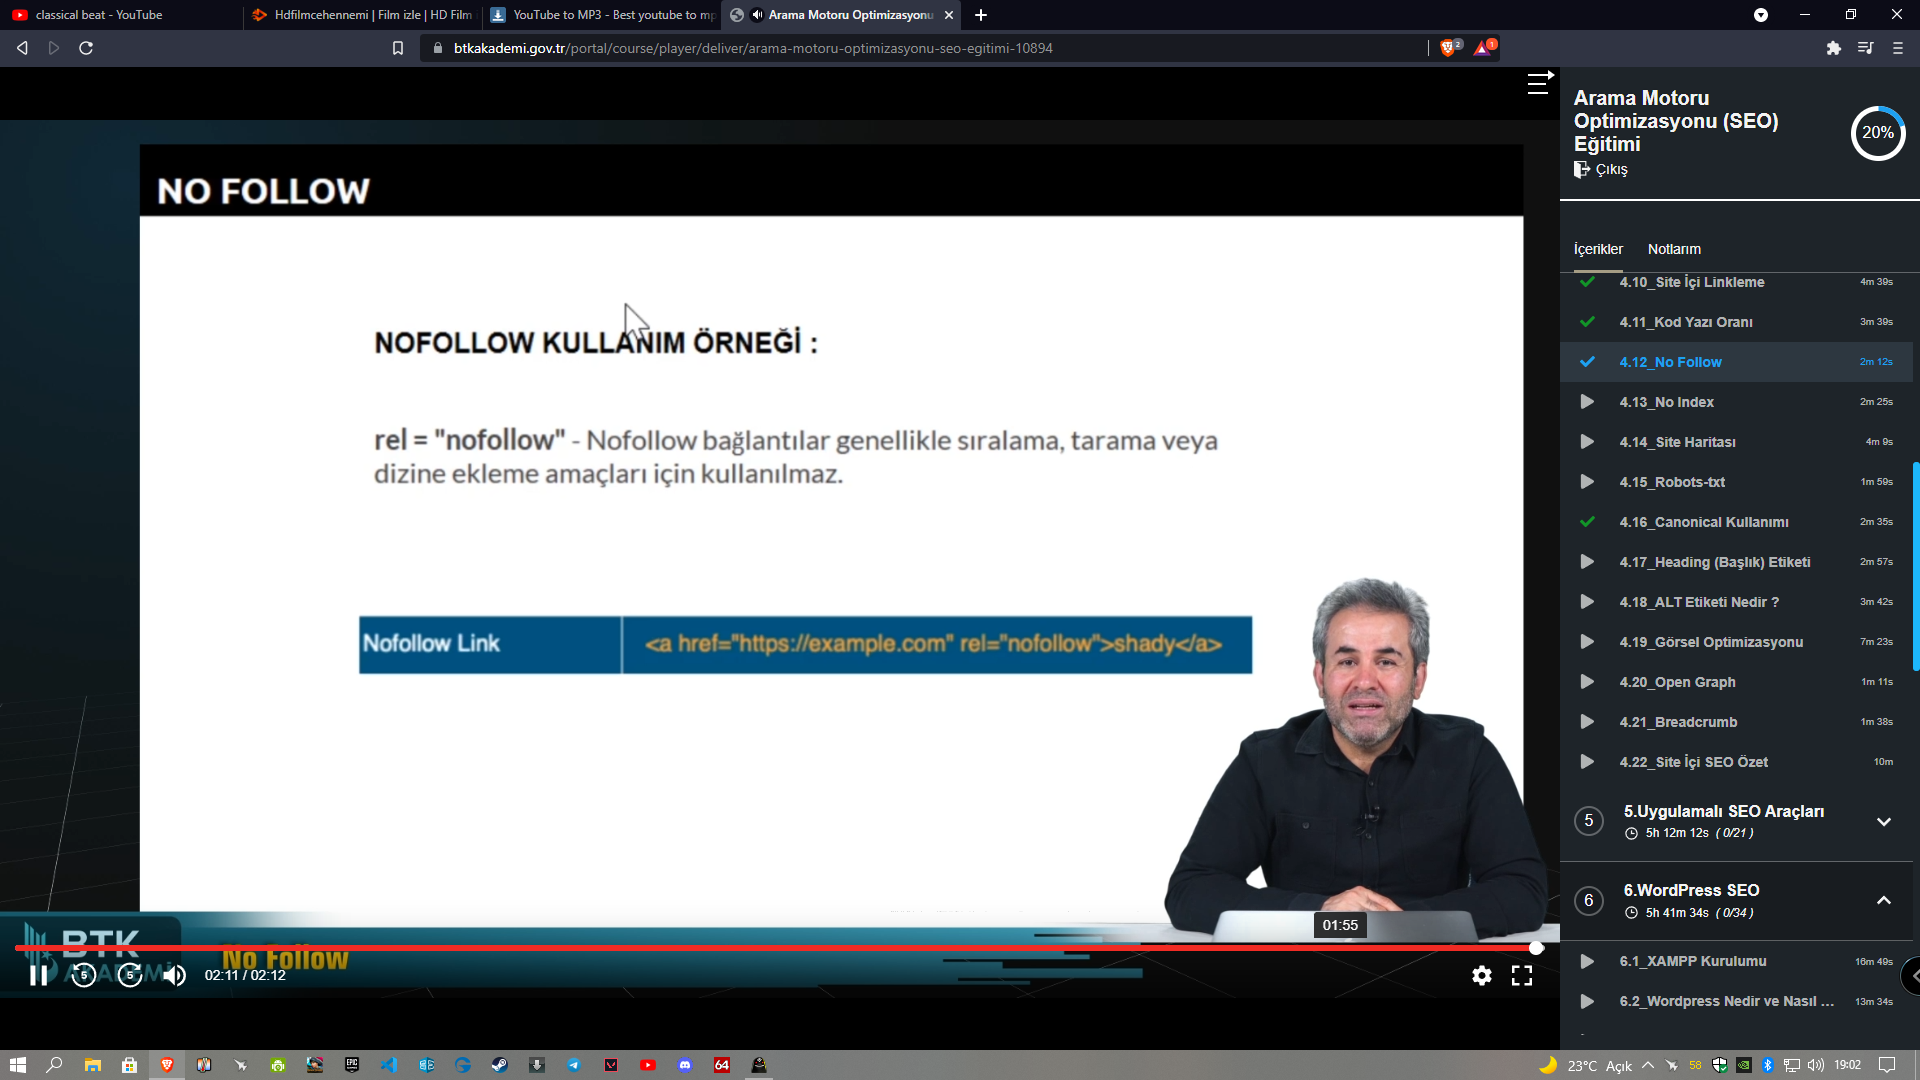 classical beat - YouTube
Hdfilmcehennemi | Film izle | HD Film
YouTube to MP3 - Best youtube to mp
Arama Motoru Optimizasyonu
btkakademi.gov.tr/portal/course/player/deliver/arama-motoru-optimizasyonu-seo-egitimi-10894
2
1
NO FOLLOW
NOFOLLOW KULLANIM ÖRNEĞİ :
rel = "nofollow" - Nofollow bağlantılar genellikle sıralama, tarama veya
dizine ekleme amaçları için kullanılmaz.
Nofollow Link
<a href="https://example.com" rel="nofollow">shady</a>
01:55
BTK
AKADEMİ
No Follow
5
5
02:11 / 02:12
Arama Motoru
Optimizasyonu (SEO)
Eğitimi
20%
Çıkış
İçerikler
Notlarım
4.10_Site İçi Linkleme
4m 39s
4.11_Kod Yazı Oranı
3m 39s
4.12_No Follow
2m 12s
4.13_No Index
2m 25s
4.14_Site Haritası
4m 9s
4.15_Robots-txt
1m 59s
4.16_Canonical Kullanımı
2m 35s
4.17_Heading (Başlık) Etiketi
2m 57s
4.18_ALT Etiketi Nedir ?
3m 42s
4.19_Görsel Optimizasyonu
7m 23s
4.20_Open Graph
1m 11s
4.21_Breadcrumb
1m 38s
4.22_Site İçi SEO Özet
10m
5
5.Uygulamalı SEO Araçları
5h 12m 12s ( 0/21 )
6
6.WordPress SEO
5h 41m 34s ( 0/34 )
6.1_XAMPP Kurulumu
16m 49s
6.2_Wordpress Nedir ve Nasıl ...
13m 34s
EPIC
64
23°C Açık
58
19:02